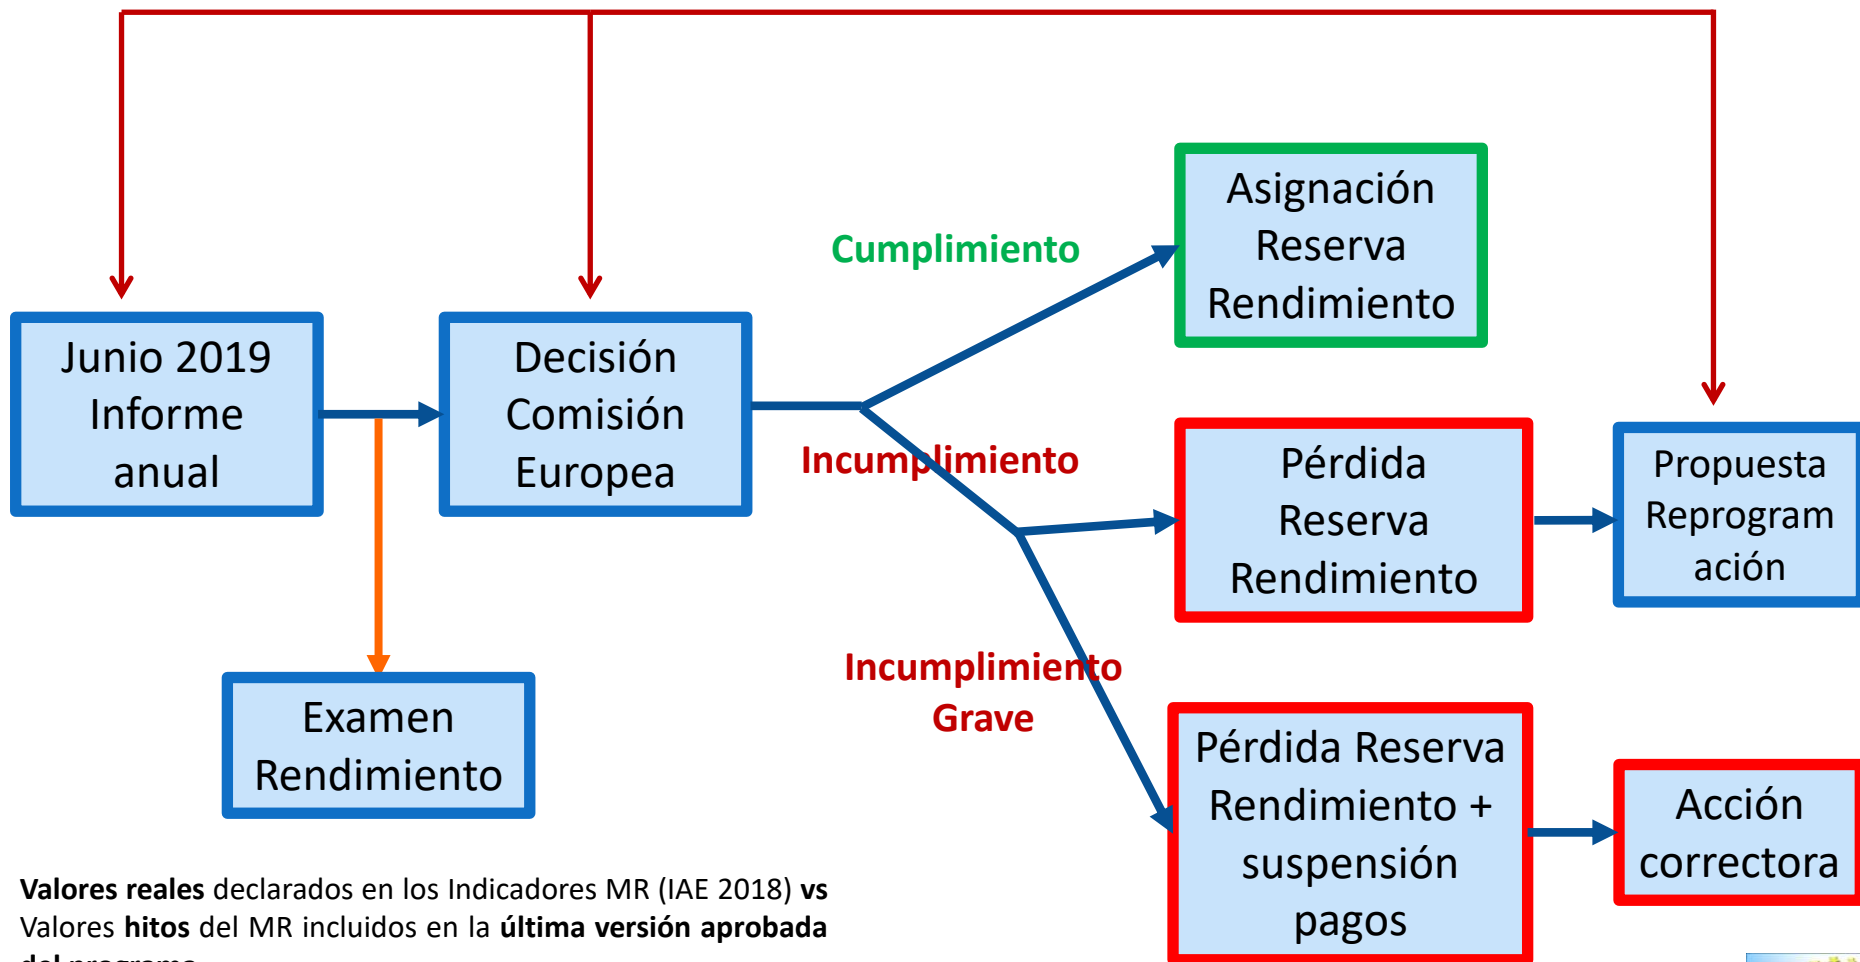 Asignación
Reserva
Rendimiento
Cumplimiento
Junio 2019
Informe
anual
Decisión
Comisión
Europea
Incumplimiento
Pérdida
Reserva
Rendimiento
Propuesta
Reprogram
ación
Incumplimiento
Grave
Examen
Rendimiento
Pérdida Reserva
Rendimiento +
suspensión
pagos
Acción
correctora
Valores reales declarados en los Indicadores MR (IAE 2018) vs
Valores hitos del MR incluidos en la última versión aprobada
del programa